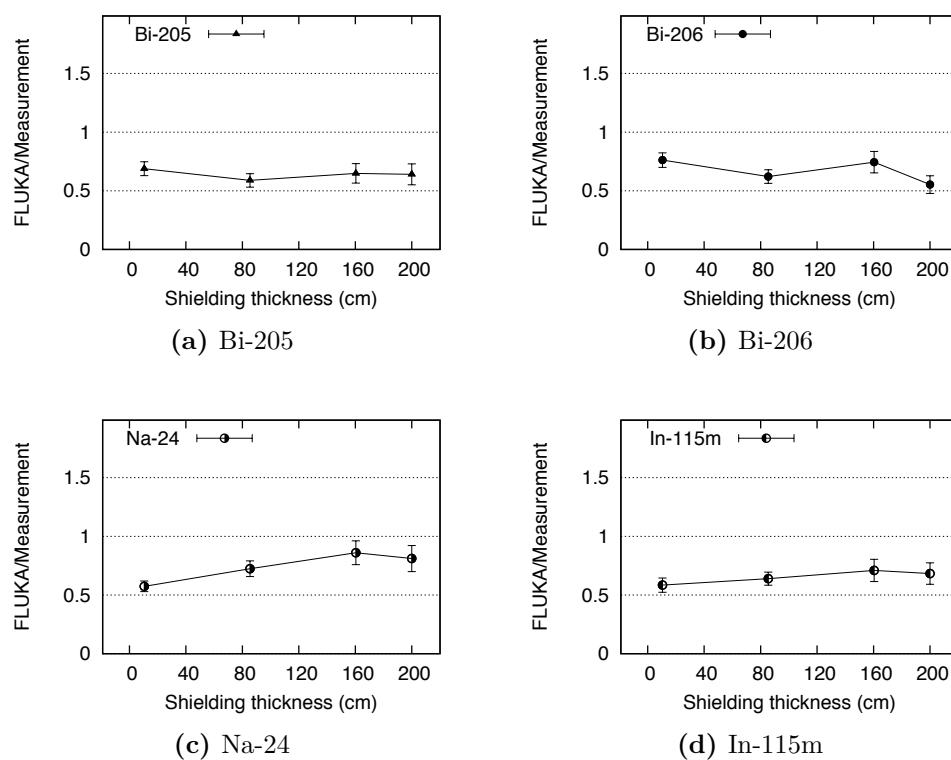 Bi-205
FLUKA/Measurement
1.5
1
0.5
0
0 40 80 120 160 200
Shielding thickness (cm)
(a) Bi-205
Bi-206
FLUKA/Measurement
1.5
1
0.5
0
0 40 80 120 160 200
Shielding thickness (cm)
(b) Bi-206
Na-24
FLUKA/Measurement
1.5
1
0.5
0
0 40 80 120 160 200
Shielding thickness (cm)
(c) Na-24
In-115m
FLUKA/Measurement
1.5
1
0.5
0
0 40 80 120 160 200
Shielding thickness (cm)
(d) In-115m